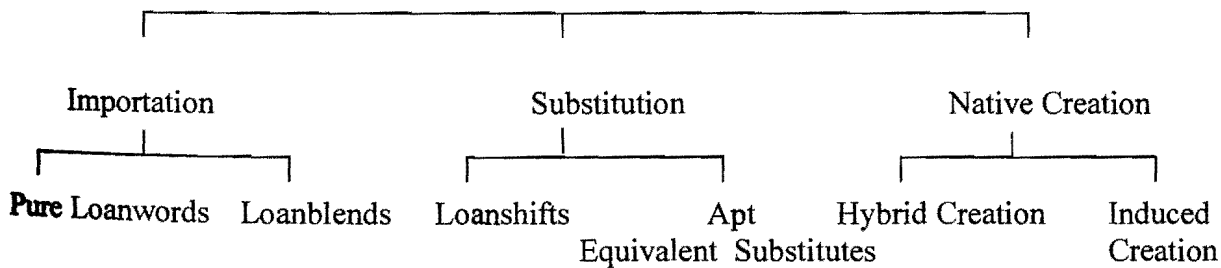 Importation Substitution Native Creation
Pure Loanwords Loanblends Loanshifts Apt Hybrid Creation Induced
Equivalent Substitutes Creation